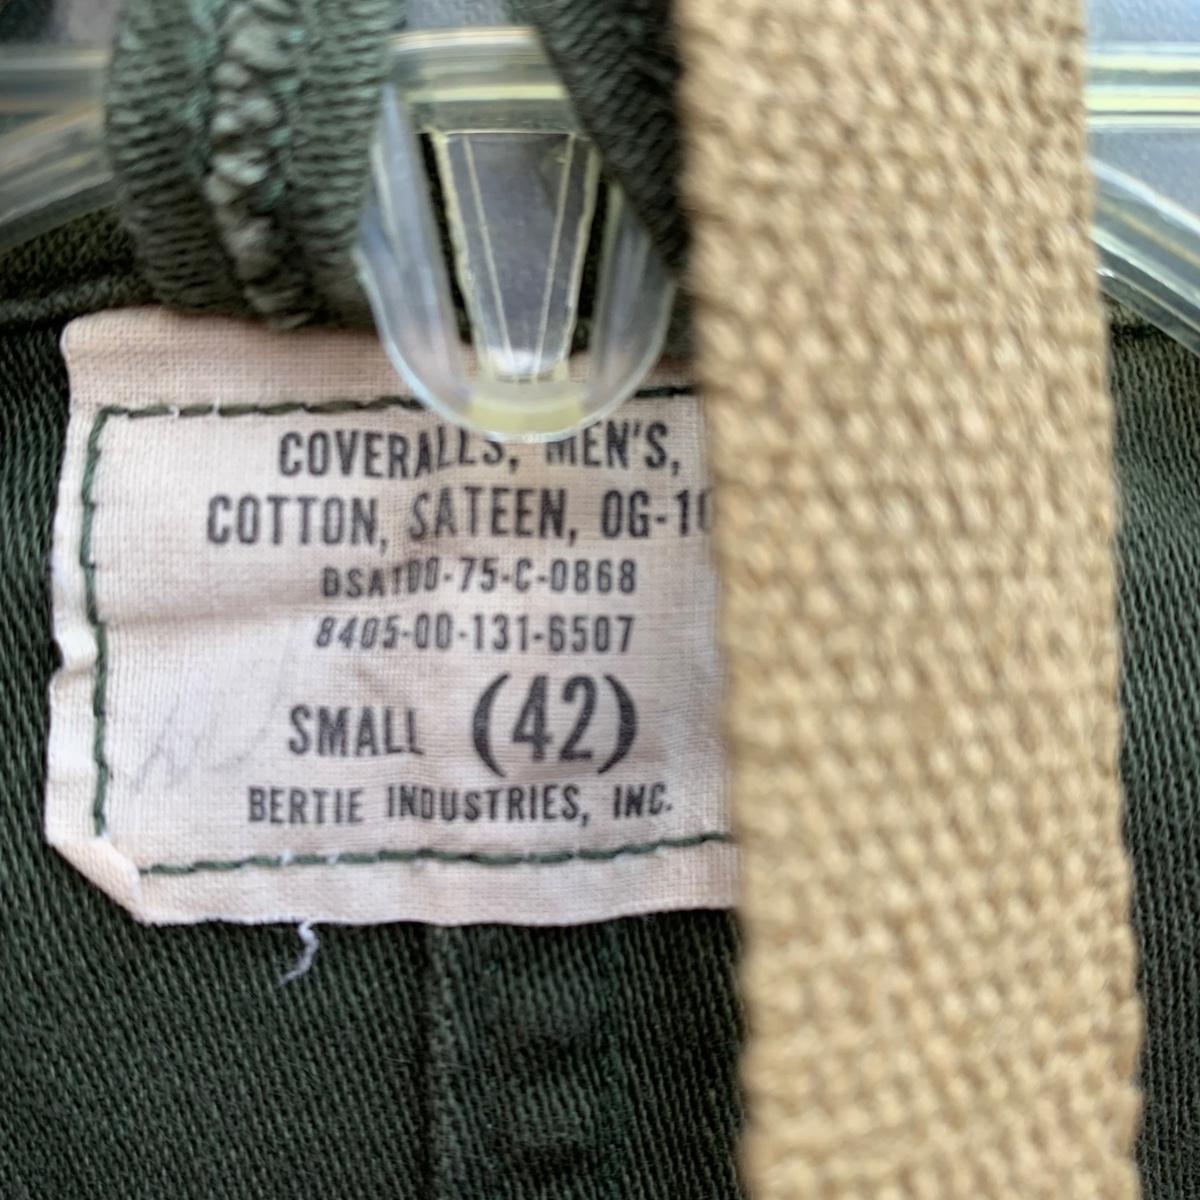 COVERALLS, MEN'S,
COTTON, SATEEN, OG-10
DSA100-75-C-0868
8405-00-131-6507
SMALL (42)
BERTIE INDUSTRIES, INC.